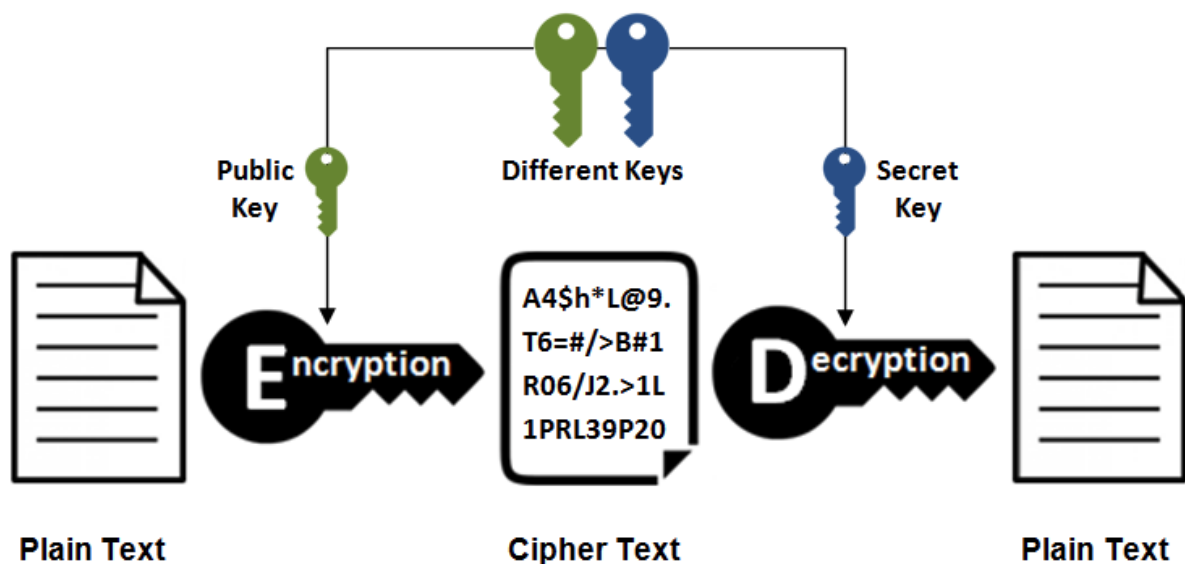 Public
Key
Different Keys
Secret
Key
Encryption
A4$h*L@9.
T6=#/>B#1
R06/J2.>1L
1PRL39P20
Decryption
Plain Text
Cipher Text
Plain Text